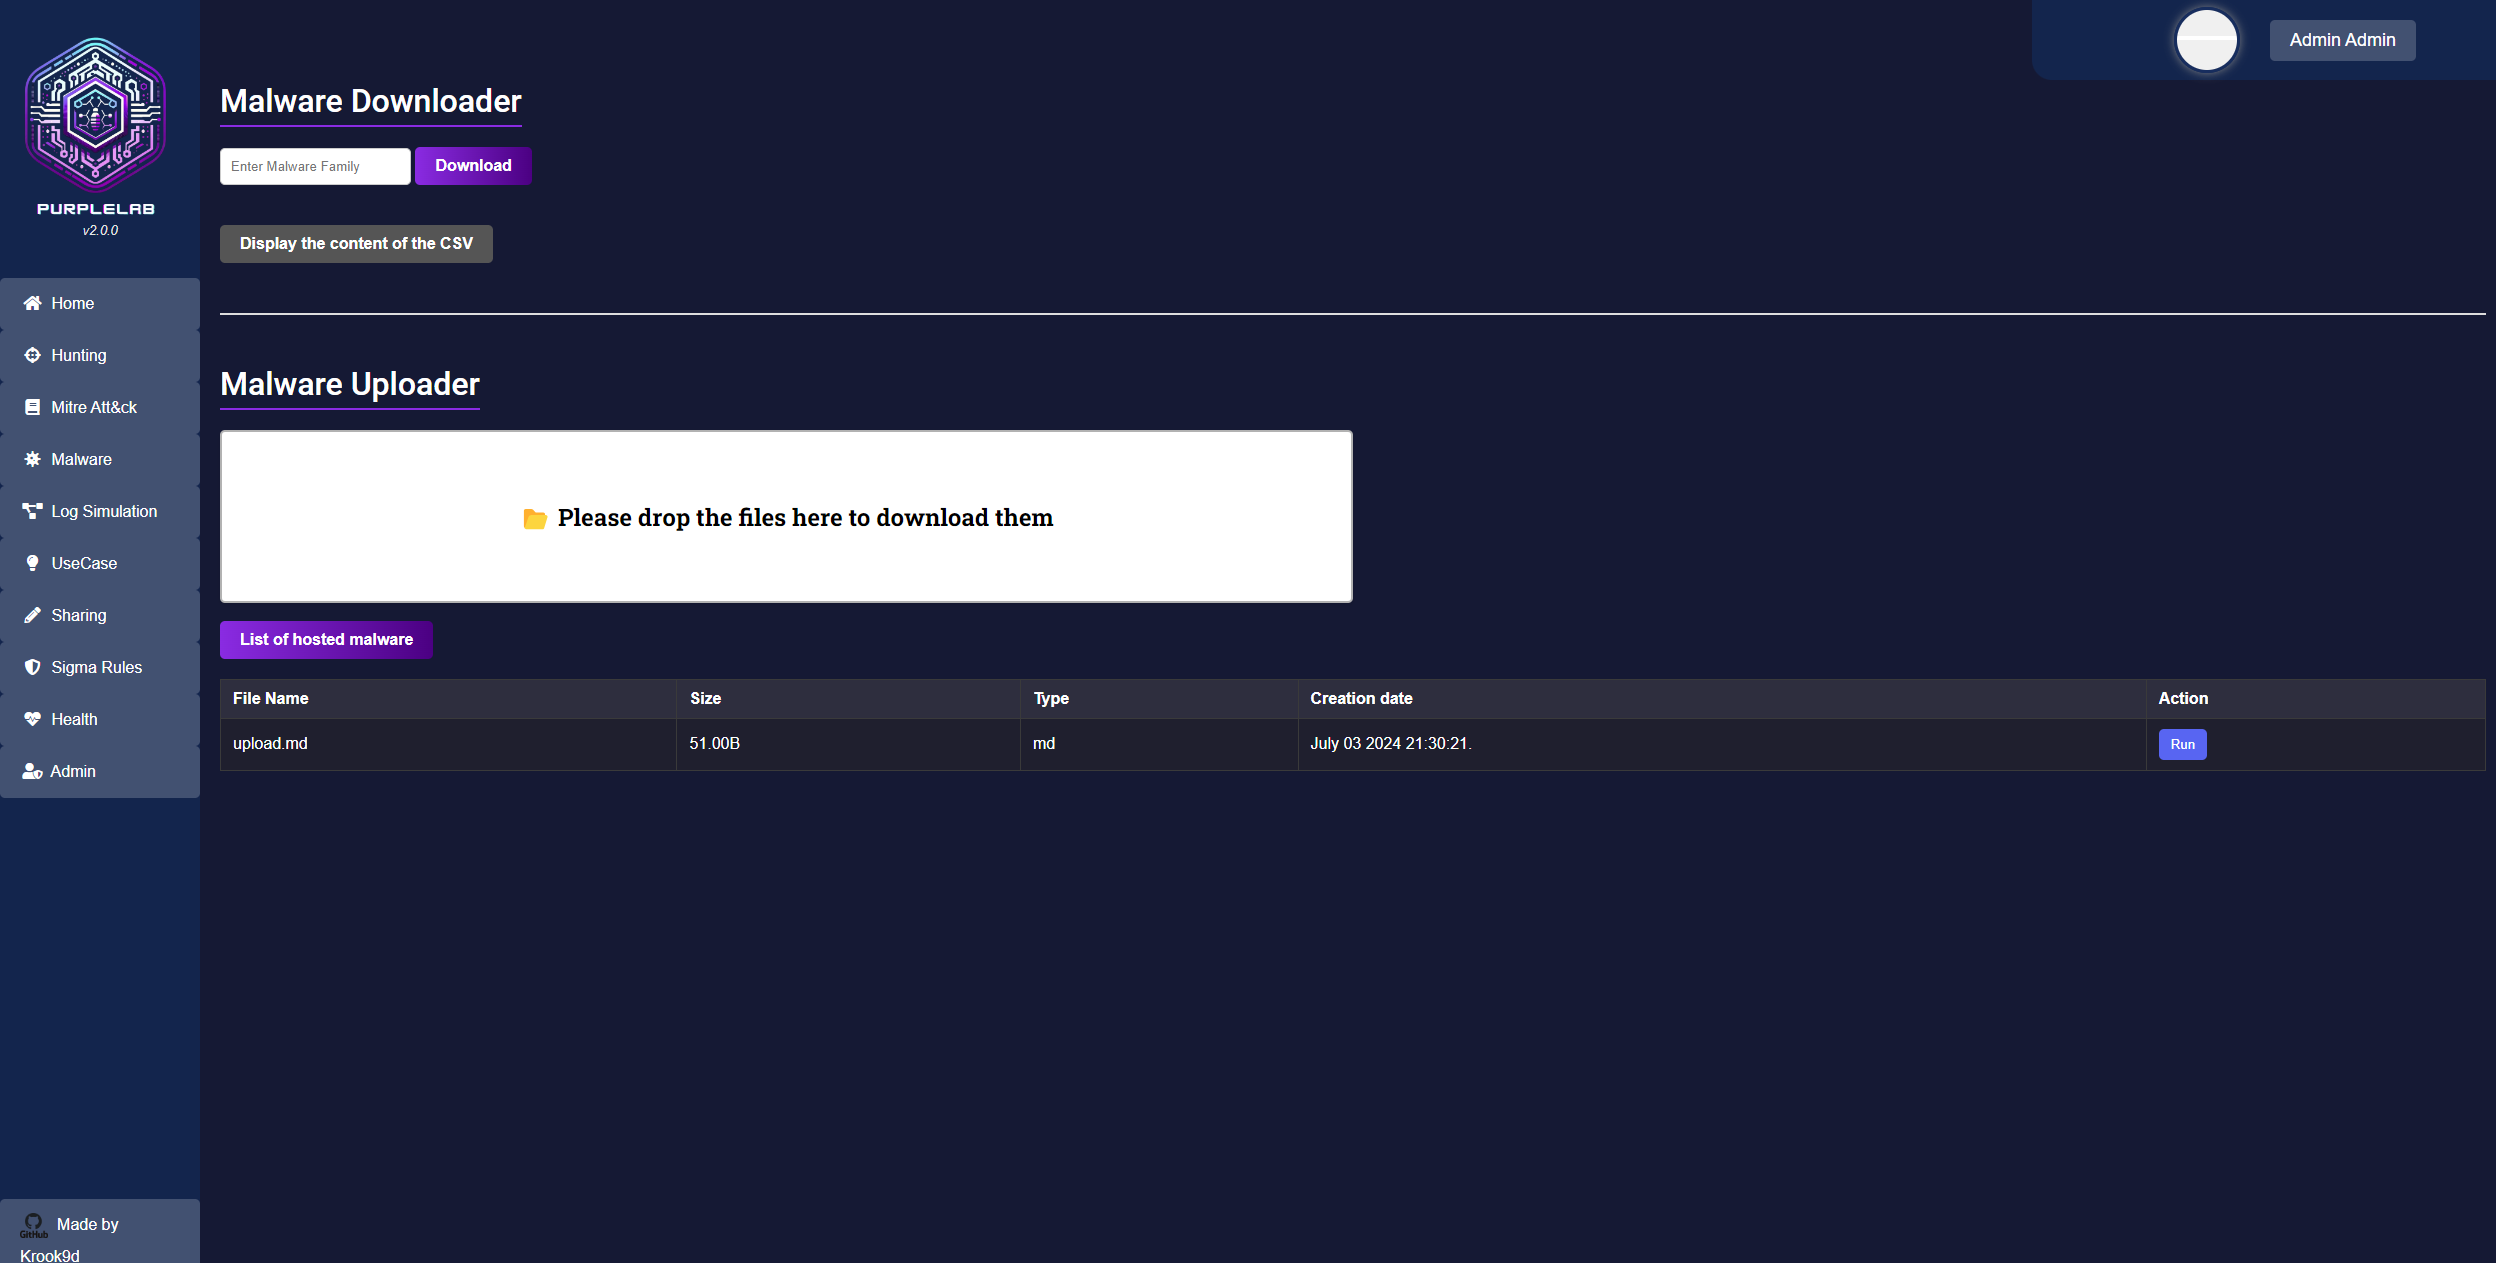 PURPLELAB
v2.0.0
Home
Hunting
Mitre Att&ck
Malware
Log Simulation
UseCase
Sharing
Sigma Rules
Health
Admin
GitHub Made by
Krook9d
Admin Admin
Malware Downloader
Enter Malware Family Download
Display the content of the CSV
Malware Uploader
Please drop the files here to download them
List of hosted malware
File Name Size Type Creation date Action
upload.md 51.00B md July 03 2024 21:30:21. Run